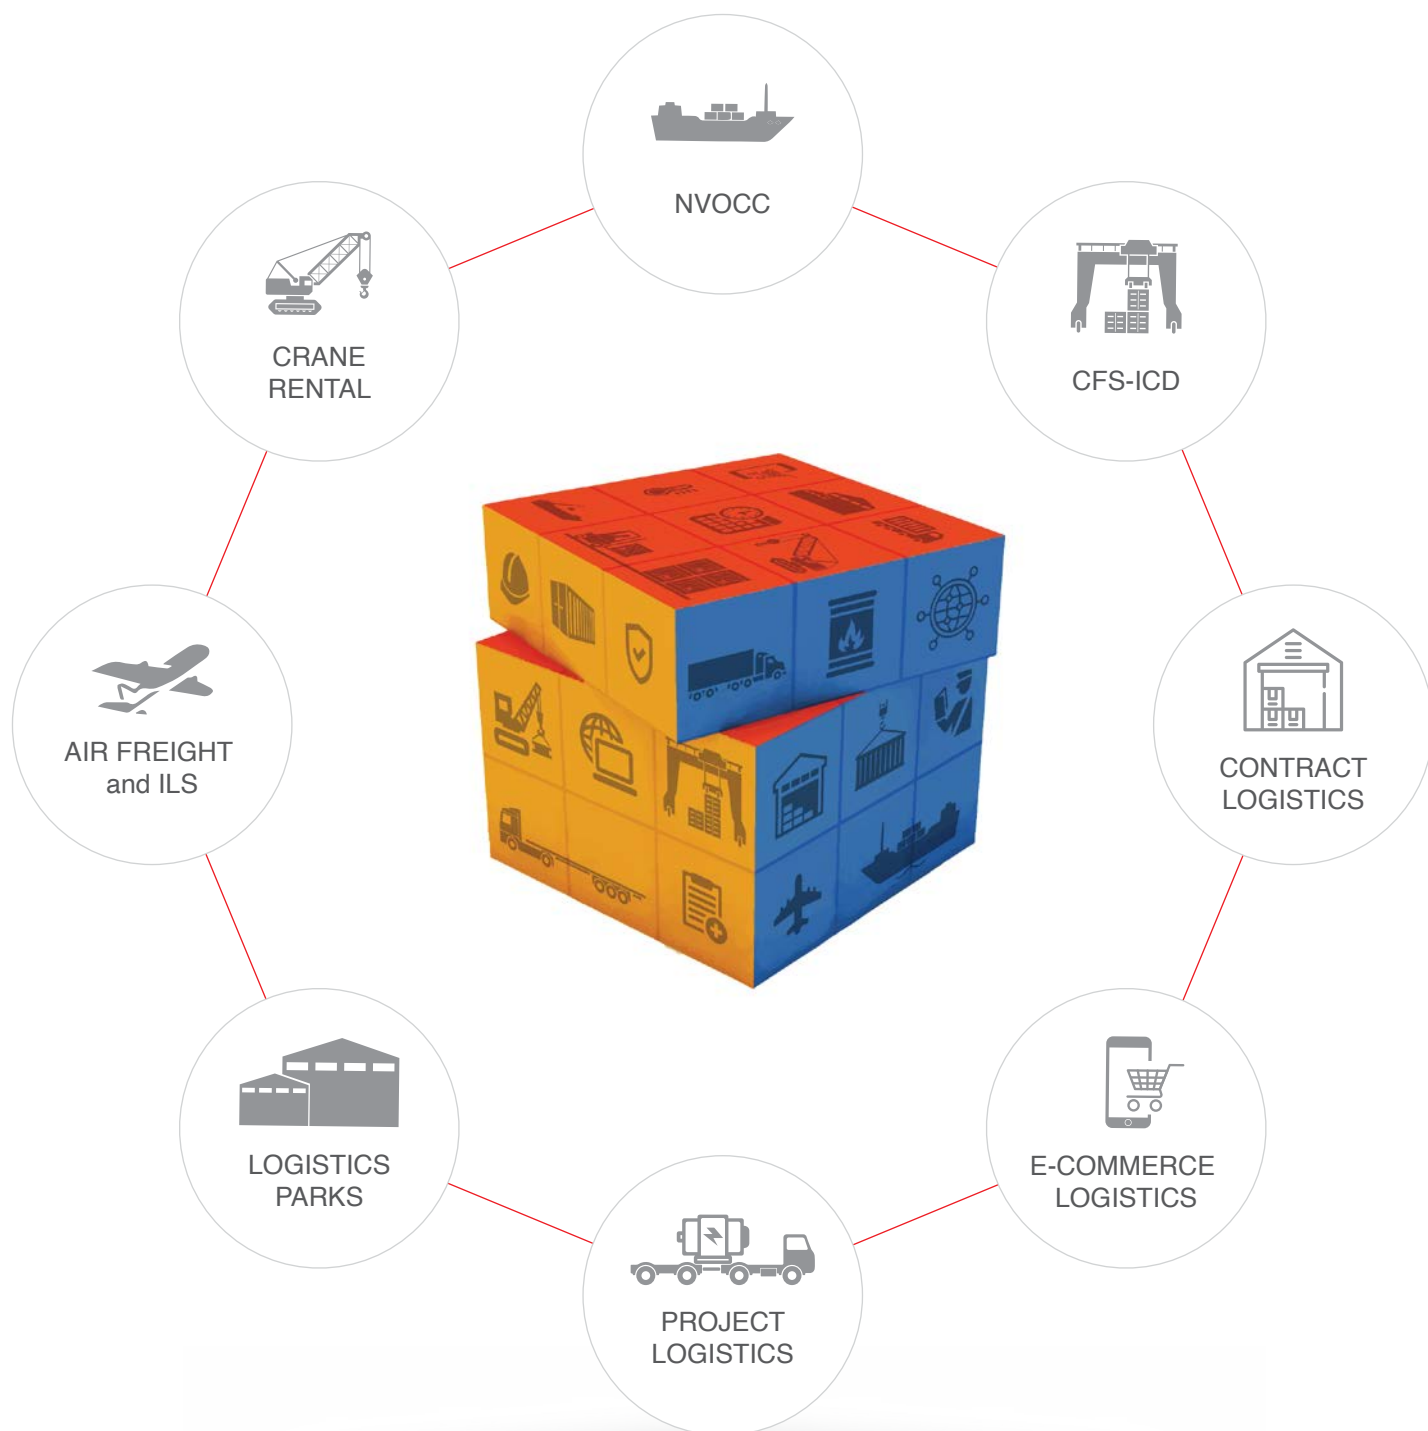 NVOCC
CRANE
RENTAL
CFS-ICD
AIR FREIGHT
and ILS
CONTRACT
LOGISTICS
LOGISTICS
PARKS
E-COMMERCE
LOGISTICS
PROJECT
LOGISTICS